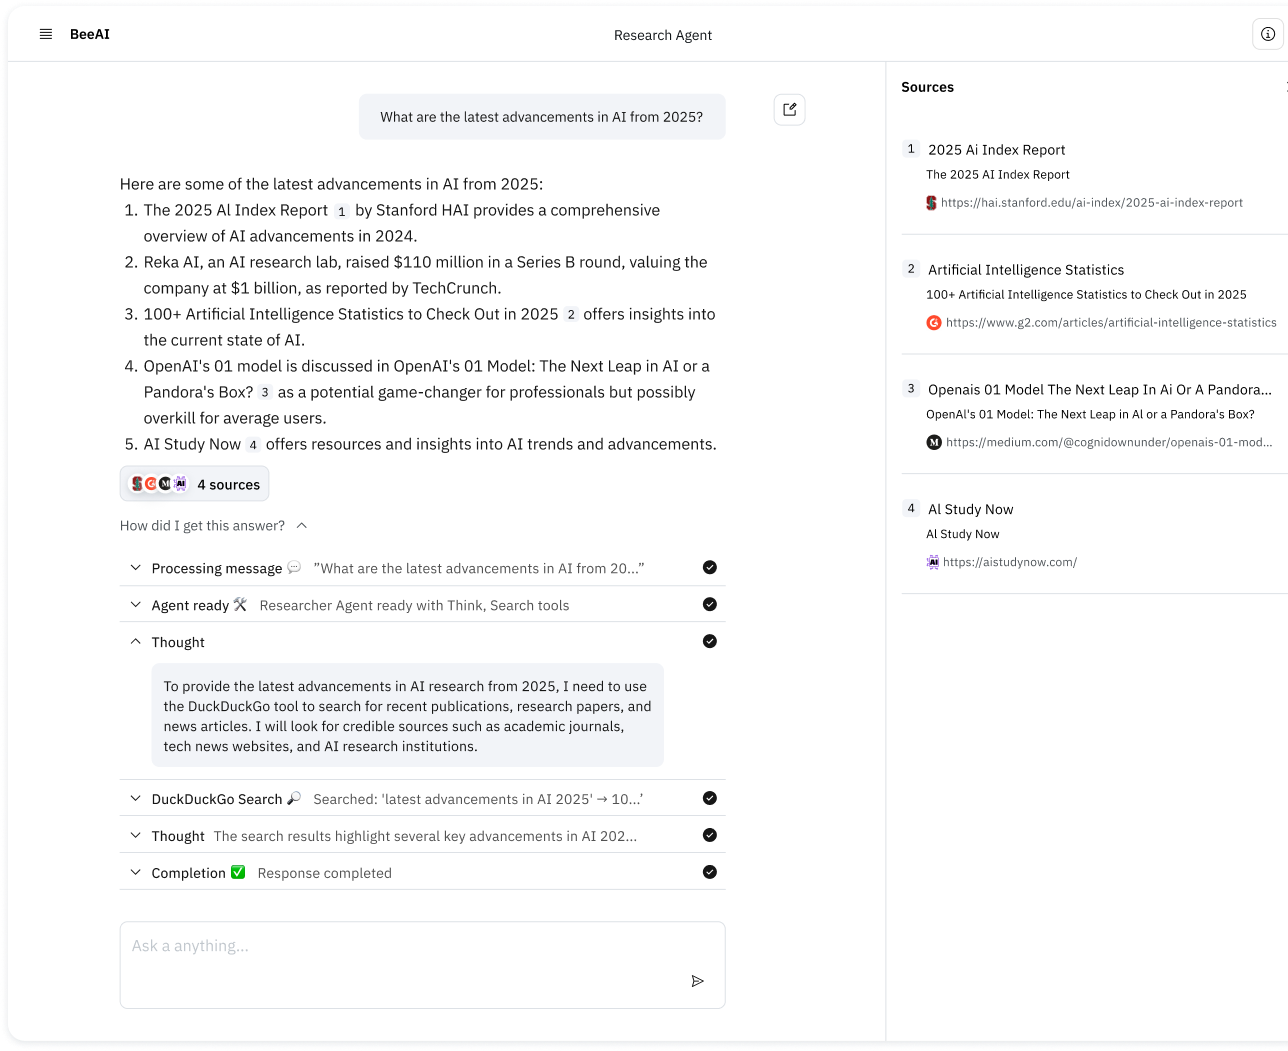 BeeAI
Research Agent
What are the latest advancements in AI from 2025?
Here are some of the latest advancements in AI from 2025:
1. The 2025 AI Index Report 1 by Stanford HAI provides a comprehensive
overview of AI advancements in 2024.
2. Reka AI, an AI research lab, raised $110 million in a Series B round, valuing the
company at $1 billion, as reported by TechCrunch.
3. 100+ Artificial Intelligence Statistics to Check Out in 2025 2 offers insights into
the current state of AI.
4. OpenAI's 01 model is discussed in OpenAI's 01 Model: The Next Leap in AI or a
Pandora's Box? 3 as a potential game-changer for professionals but possibly
overkill for average users.
5. AI Study Now 4 offers resources and insights into AI trends and advancements.
4 sources
How did I get this answer?
Processing message 💬 ”What are the latest advancements in AI from 20...”
Agent ready 🛠 Researcher Agent ready with Think, Search tools
Thought
To provide the latest advancements in AI research from 2025, I need to use
the DuckDuckGo tool to search for recent publications, research papers, and
news articles. I will look for credible sources such as academic journals,
tech news websites, and AI research institutions.
DuckDuckGo Search 🔎 Searched: 'latest advancements in AI 2025' → 10...’
Thought The search results highlight several key advancements in AI 202...
Completion ✅ Response completed
Ask a anything...
Sources
1 2025 Ai Index Report
The 2025 AI Index Report
https://hai.stanford.edu/ai-index/2025-ai-index-report
2 Artificial Intelligence Statistics
100+ Artificial Intelligence Statistics to Check Out in 2025
https://www.g2.com/articles/artificial-intelligence-statistics
3 Openais 01 Model The Next Leap In Ai Or A Pandora...
OpenAI's 01 Model: The Next Leap in AI or a Pandora's Box?
https://medium.com/@cognidownunder/openais-01-mod...
4 AI Study Now
AI Study Now
https://aistudynow.com/